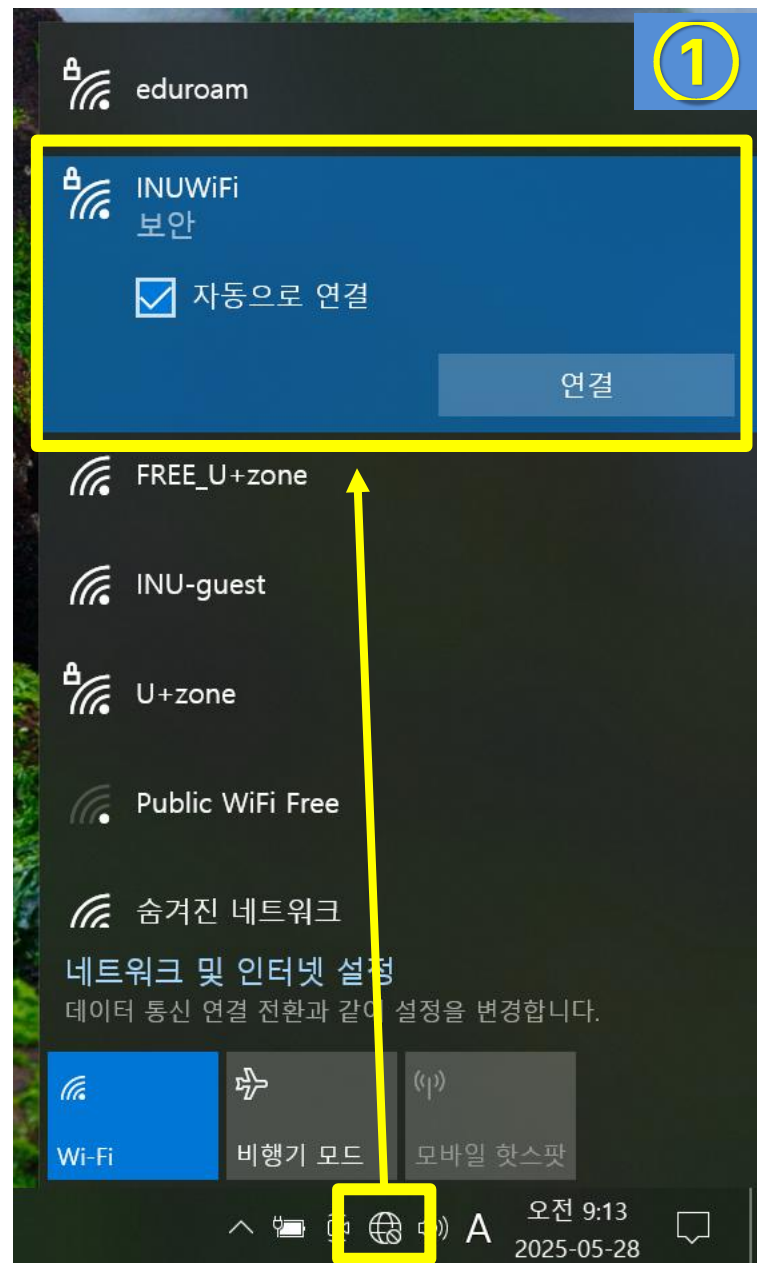 ①
eduroam
INUWiFi
보안
자동으로 연결
연결
FREE_U+zone
INU-guest
U+zone
Public WiFi Free
숨겨진 네트워크
네트워크 및 인터넷 설정
데이터 통신 연결 전환과 같이 설정을 변경합니다.
Wi-Fi
비행기 모드
모바일 핫스팟
A
오전 9:13
2025-05-28